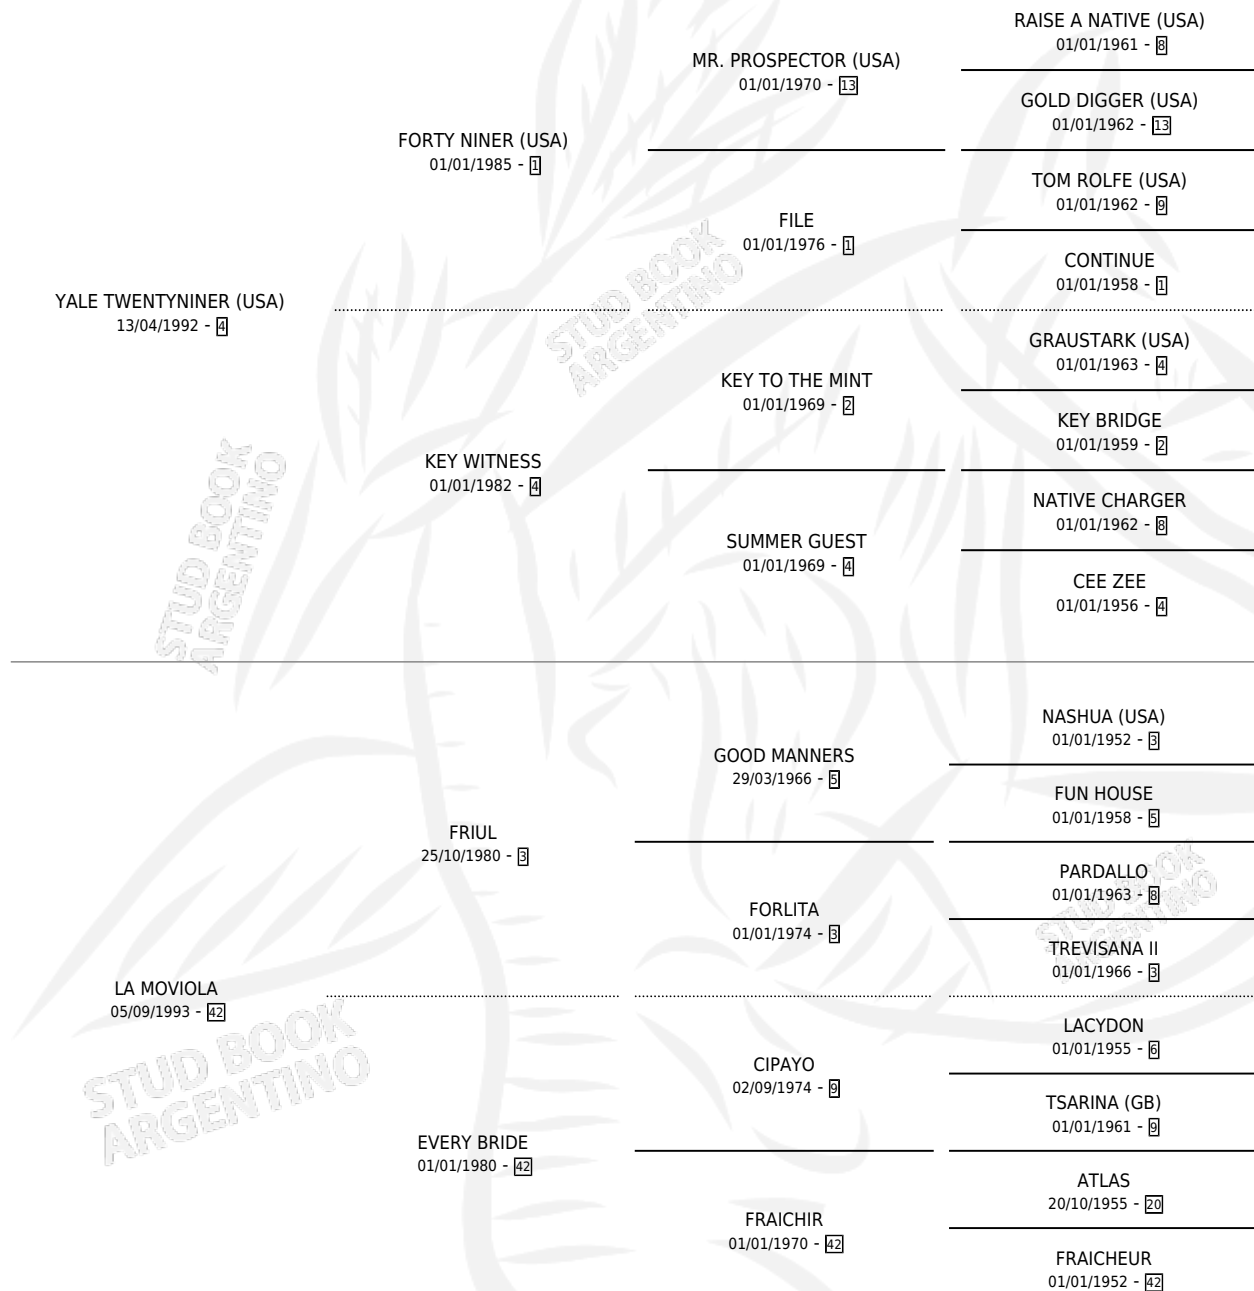 RAISE A NATIVE (USA)
01/01/1961 - 8
MR. PROSPECTOR (USA)
01/01/1970 - 13
GOLD DIGGER (USA)
01/01/1962 - 13
FORTY NINER (USA)
01/01/1985 - 1
TOM ROLFE (USA)
01/01/1962 - 9
FILE
01/01/1976 - 1
CONTINUE
01/01/1958 - 1
YALE TWENTYNINER (USA)
13/04/1992 - 4
GRAUSTARK (USA)
01/01/1963 - 4
KEY TO THE MINT
01/01/1969 - 2
KEY BRIDGE
01/01/1959 - 2
KEY WITNESS
01/01/1982 - 4
NATIVE CHARGER
01/01/1962 - 8
SUMMER GUEST
01/01/1969 - 4
CEE ZEE
01/01/1956 - 4
NASHUA (USA)
01/01/1952 - 3
GOOD MANNERS
29/03/1966 - 5
FUN HOUSE
01/01/1958 - 5
FRIUL
25/10/1980 - 3
PARDALLO
01/01/1963 - 8
FORLITA
01/01/1974 - 3
TREVISANA II
01/01/1966 - 3
LA MOVIOLA
05/09/1993 - 42
LACYDON
01/01/1955 - 6
CIPAYO
02/09/1974 - 9
TSARINA (GB)
01/01/1961 - 9
EVERY BRIDE
01/01/1980 - 42
ATLAS
20/10/1955 - 20
FRAICHIR
01/01/1970 - 42
FRAICHEUR
01/01/1952 - 42
STUD BOOK
ARGENTINO
STUD BOOK
ARGENTINO
STUD BOOK
ARGENTINO
STUD BOOK
ARGENTINO